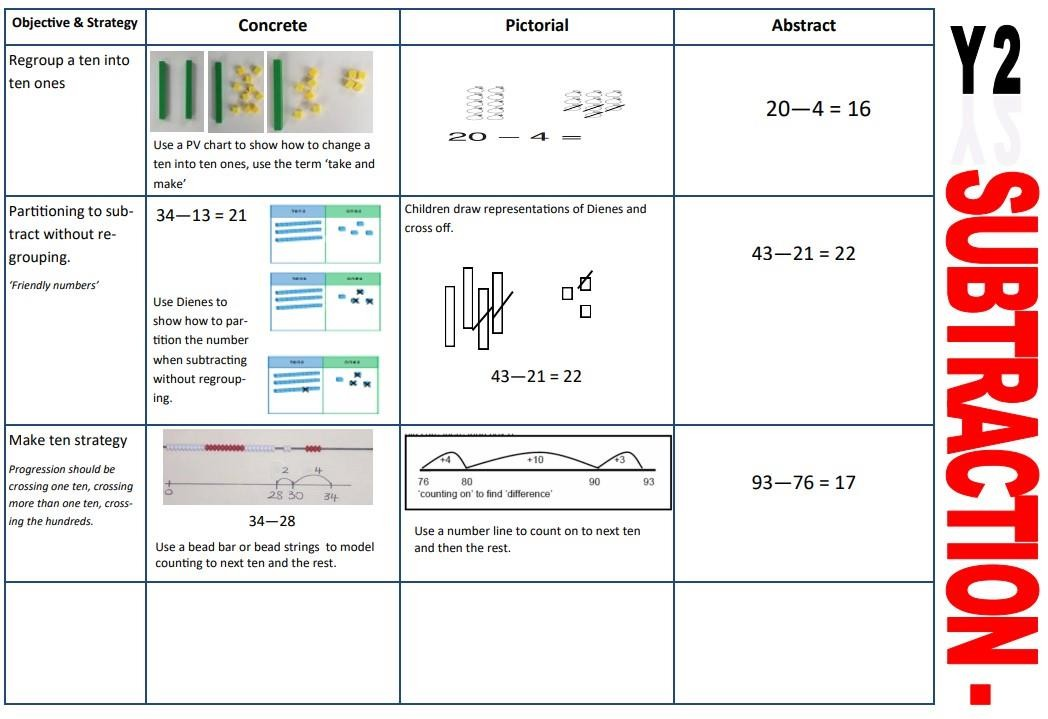 Objective & Strategy
Concrete
Pictorial
Abstract
Y2
SUBTRACTION -
Regroup a ten into
ten ones
Use a PV chart to show how to change a
ten into ten ones, use the term ‘take and
make’
20 — 4 =
20—4 = 16
Partitioning to sub-
tract without re-
grouping.
‘Friendly numbers’
34—13 = 21
Use Dienes to
show how to par-
tition the number
when subtracting
without regroup-
ing.
tens ones
tens ones
tens ones
Children draw representations of Dienes and
cross off.
43—21 = 22
43—21 = 22
Make ten strategy
Progression should be
crossing one ten, crossing
more than one ten, cross-
ing the hundreds.
2 4
0 28 30 34
34—28
Use a bead bar or bead strings to model
counting to next ten and the rest.
+4 +10 +3
76 80 90 93
‘counting on’ to find ‘difference’
Use a number line to count on to next ten
and then the rest.
93—76 = 17